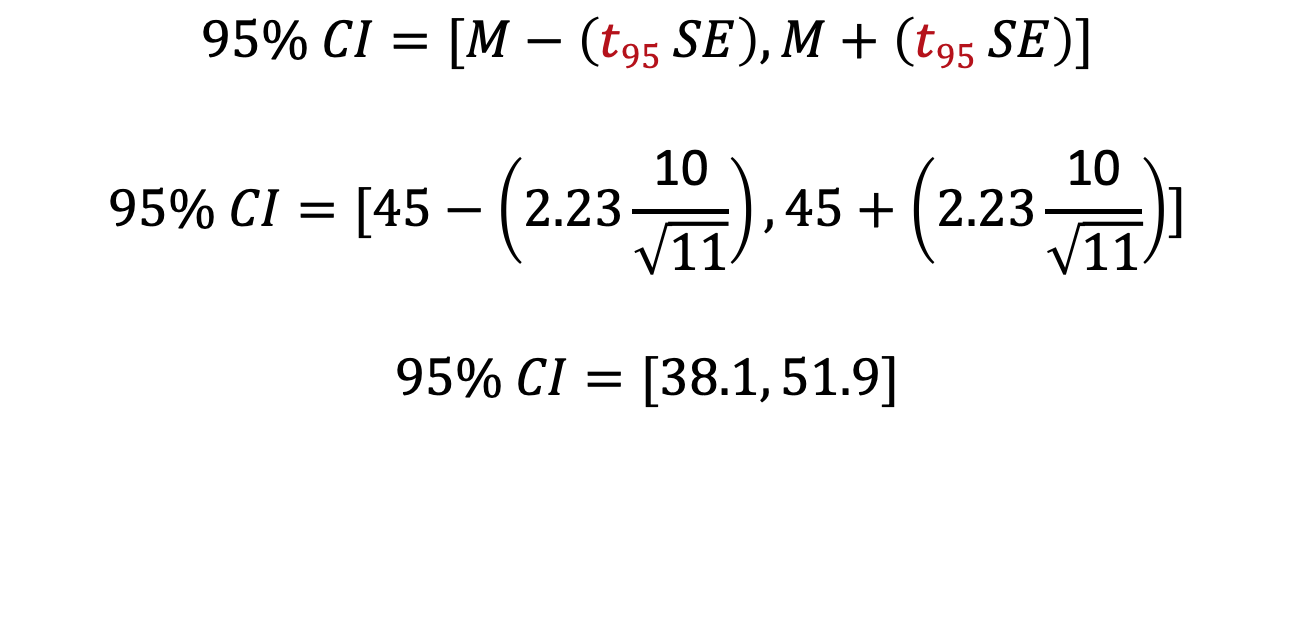 95% CI = [M − (t₉₅ SE), M + (t₉₅ SE)]
95% CI = [45 − (2.23 10/√11), 45 + (2.23 10/√11)]
95% CI = [38.1, 51.9]